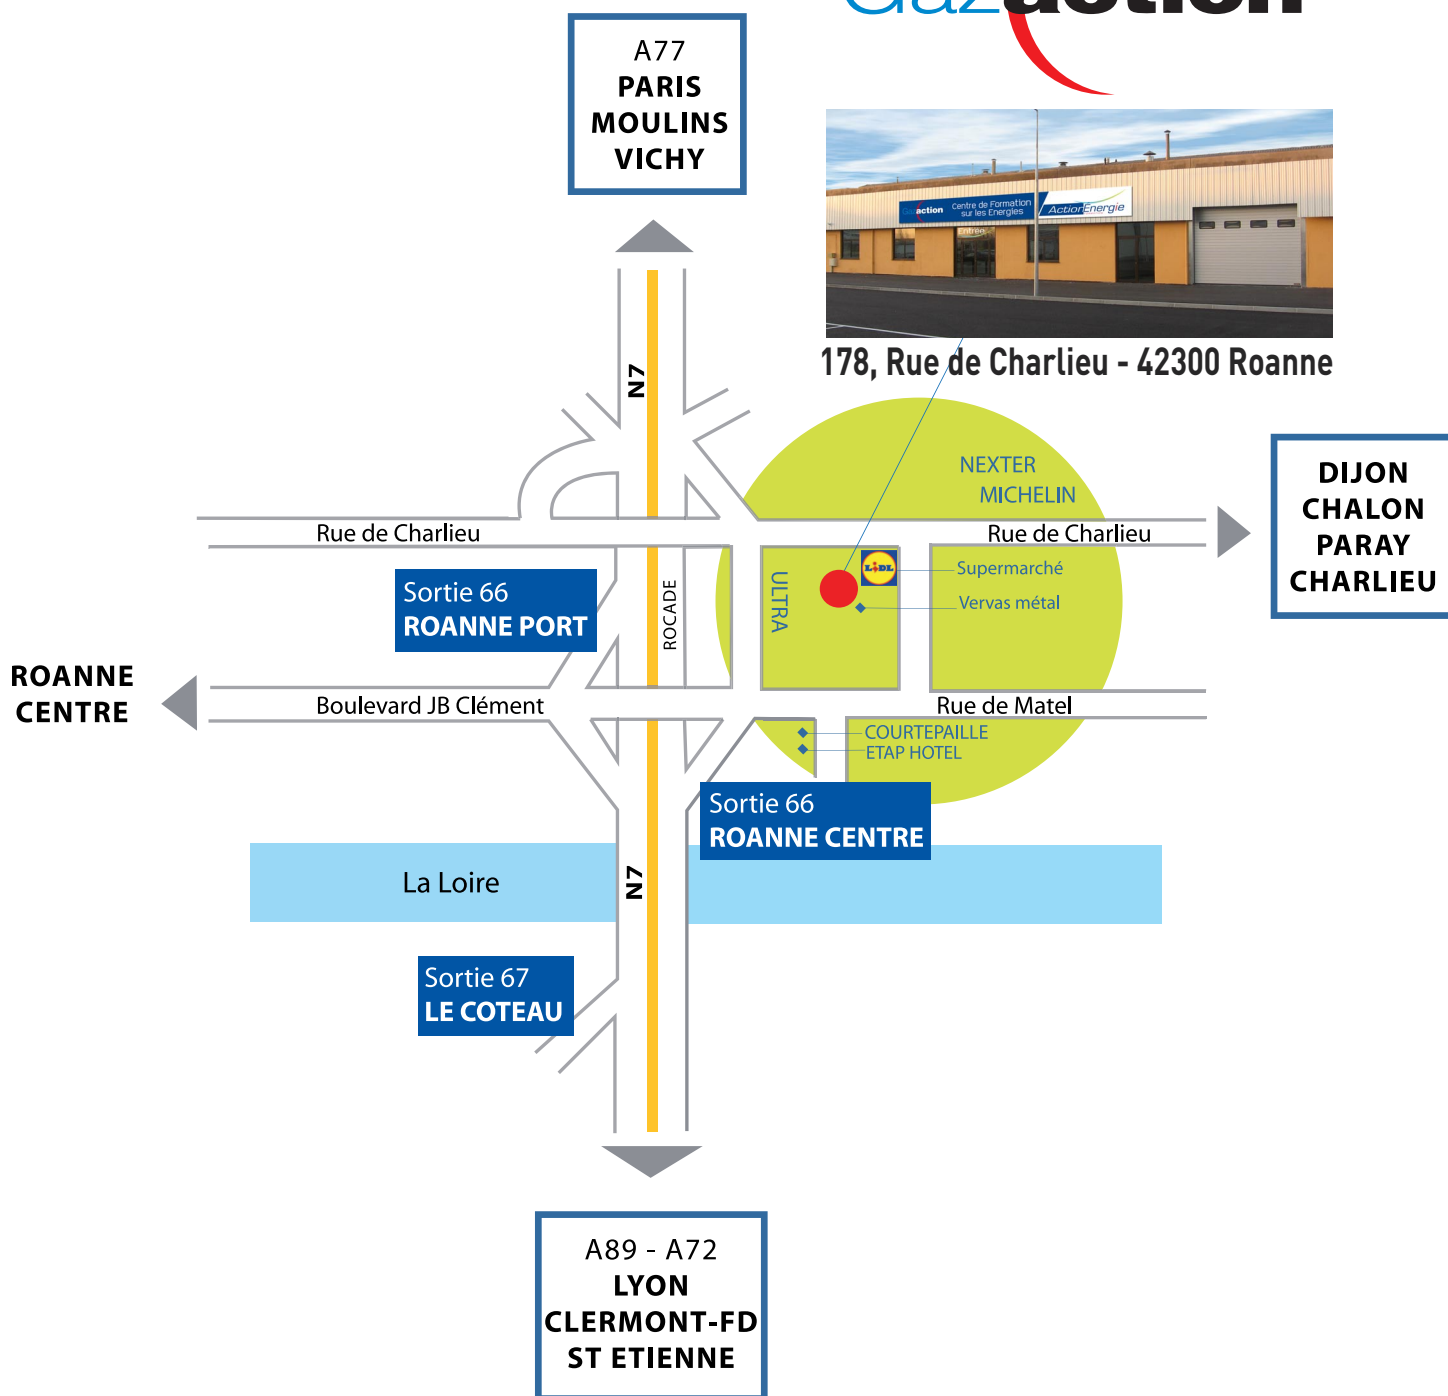 Gazaction
A77
PARIS
MOULINS
VICHY
Gazaction
Centre de Formation
sur les Energies
ActionEnergie
Entrée
178, Rue de Charlieu - 42300 Roanne
N7
NEXTER
MICHELIN
DIJON
CHALON
PARAY
CHARLIEU
Rue de Charlieu
Rue de Charlieu
LIDL
Supermarché
Vervas métal
ULTRA
ROCADE
Sortie 66
ROANNE PORT
ROANNE
CENTRE
Boulevard JB Clément
Rue de Matel
COURTEPAILLE
ETAP HOTEL
Sortie 66
ROANNE CENTRE
La Loire
N7
Sortie 67
LE COTEAU
A89 - A72
LYON
CLERMONT-FD
ST ETIENNE